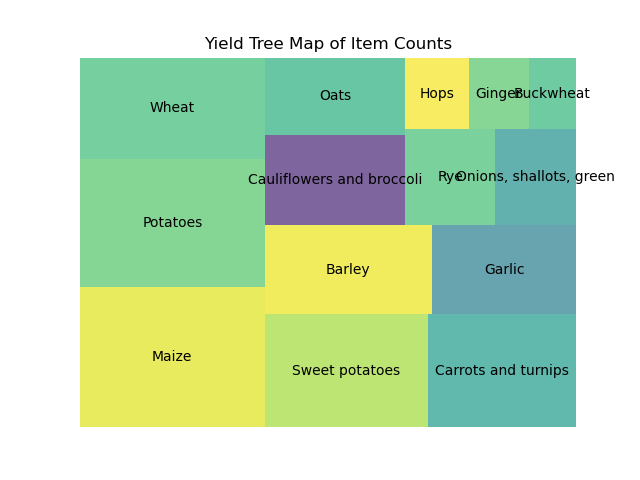 Yield Tree Map of Item Counts
Wheat
Oats
Hops
Ginger
Buckwheat
Potatoes
Cauliflowers and broccoli
Rye
Onions, shallots, green
Barley
Garlic
Maize
Sweet potatoes
Carrots and turnips